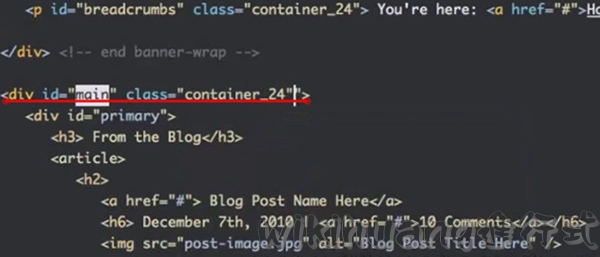 <p id="breadcrumbs" class="container_24"> You're here: <a href="#">Ho
</div> <!-- end banner-wrap -->
<div id="main" class="container_24"">
<div id="primary">
<h3> From the Blog</h3>
<article>
<h2>
<a href="#"> Blog Post Name Here</a>
<h6> December 7th, 2010 <a href="#">10 Comments</a></h6>
<img src="post-image.jpg" alt="Blog Post Title Here" />